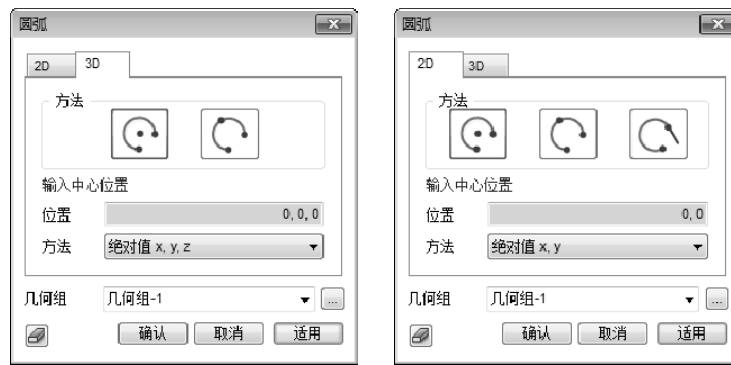 圆弧
2D 3D
方法
输入中心位置
位置 0, 0, 0
方法 绝对值 x, y, z
几何组 几何组-1 ...
确认 取消 适用
圆弧
2D 3D
方法
输入中心位置
位置 0, 0
方法 绝对值 x, y
几何组 几何组-1 ...
确认 取消 适用